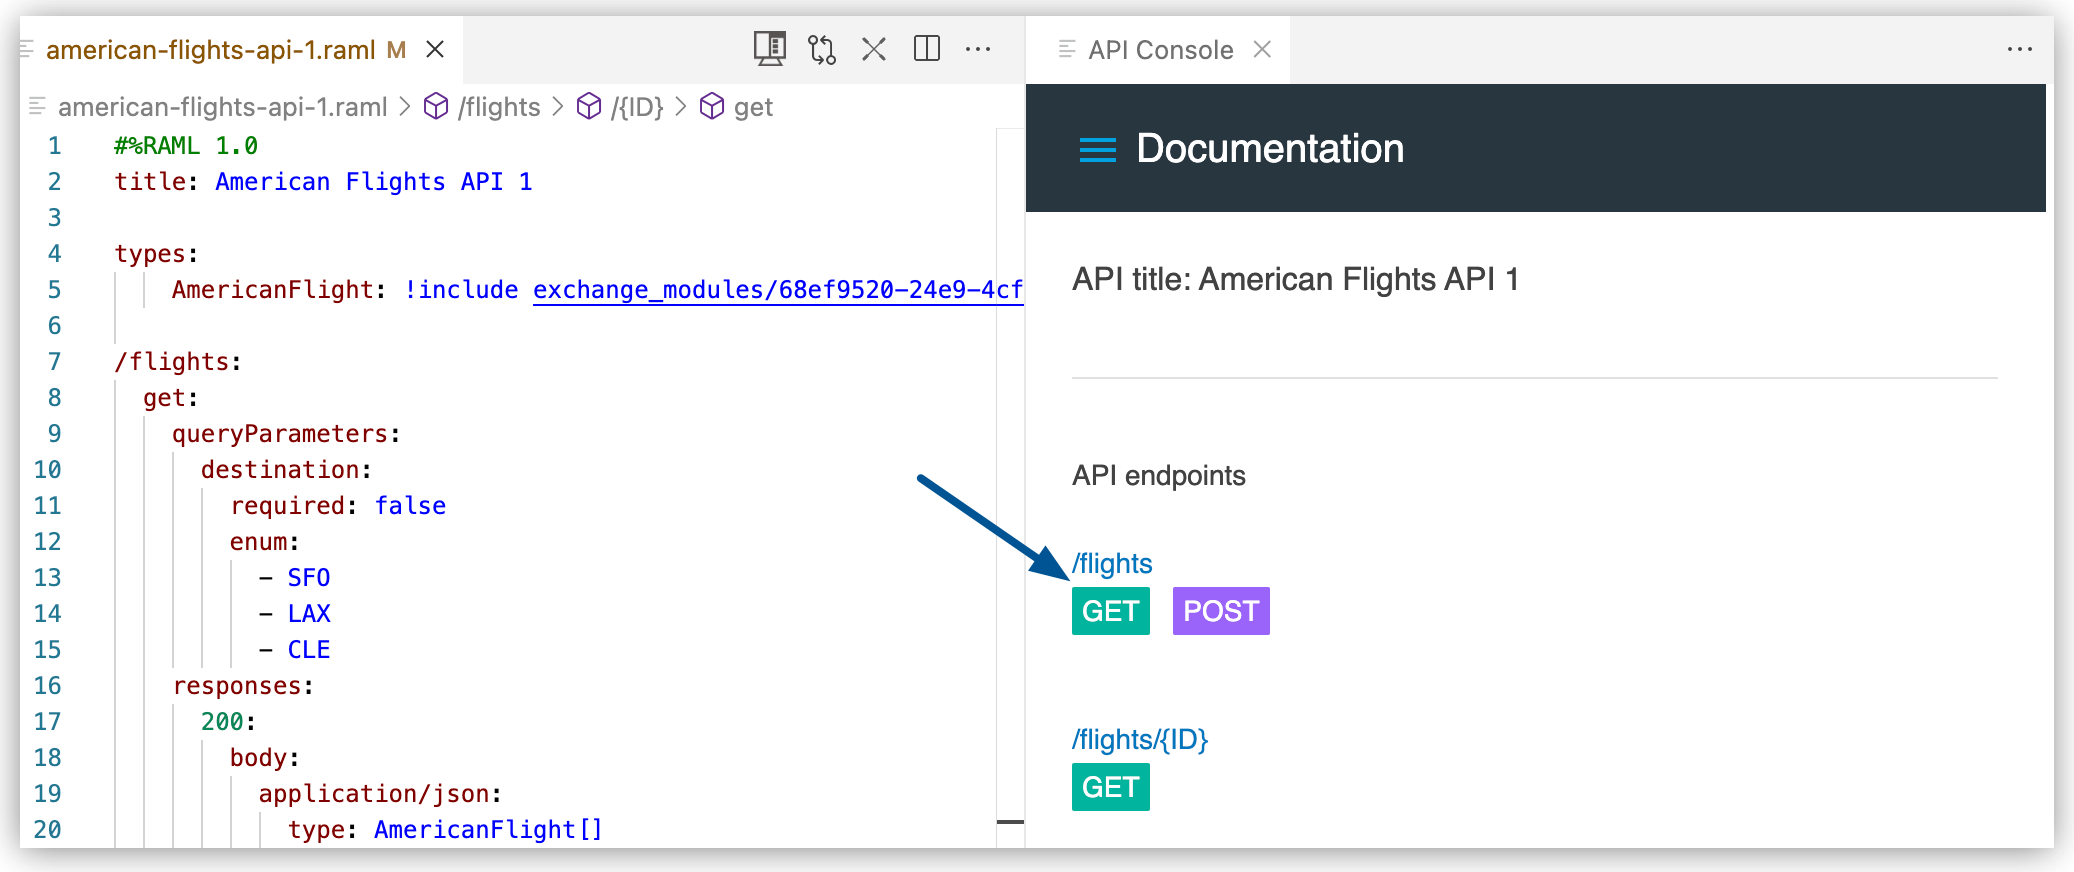 american-flights-api-1.raml M
american-flights-api-1.raml > /flights > /{ID} > get
1 #%RAML 1.0
2 title: American Flights API 1
3
4 types:
5 AmericanFlight: !include exchange_modules/68ef9520-24e9-4cf
6
7 /flights:
8 get:
9 queryParameters:
10 destination:
11 required: false
12 enum:
13 - SFO
14 - LAX
15 - CLE
16 responses:
17 200:
18 body:
19 application/json:
20 type: AmericanFlight[]
API Console
Documentation
API title: American Flights API 1
API endpoints
/flights
GET POST
/flights/{ID}
GET